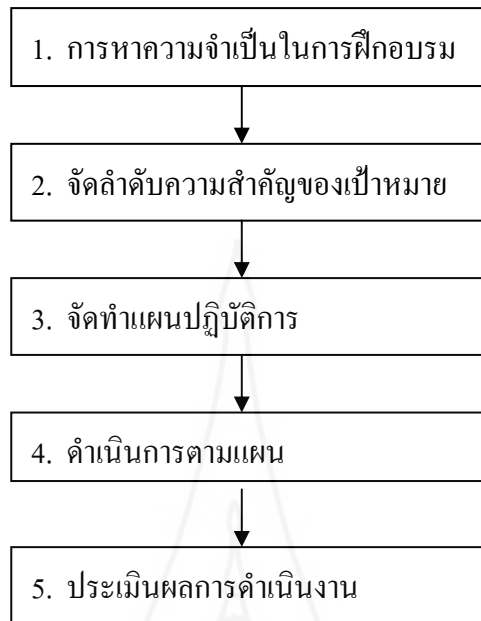 1. การหาความจำเป็นในการฝึกอบรม
2. จัดลำดับความสำคัญของเป้าหมาย
3. จัดทำแผนปฏิบัติการ
4. ดำเนินการตามแผน
5. ประเมินผลการดำเนินงาน